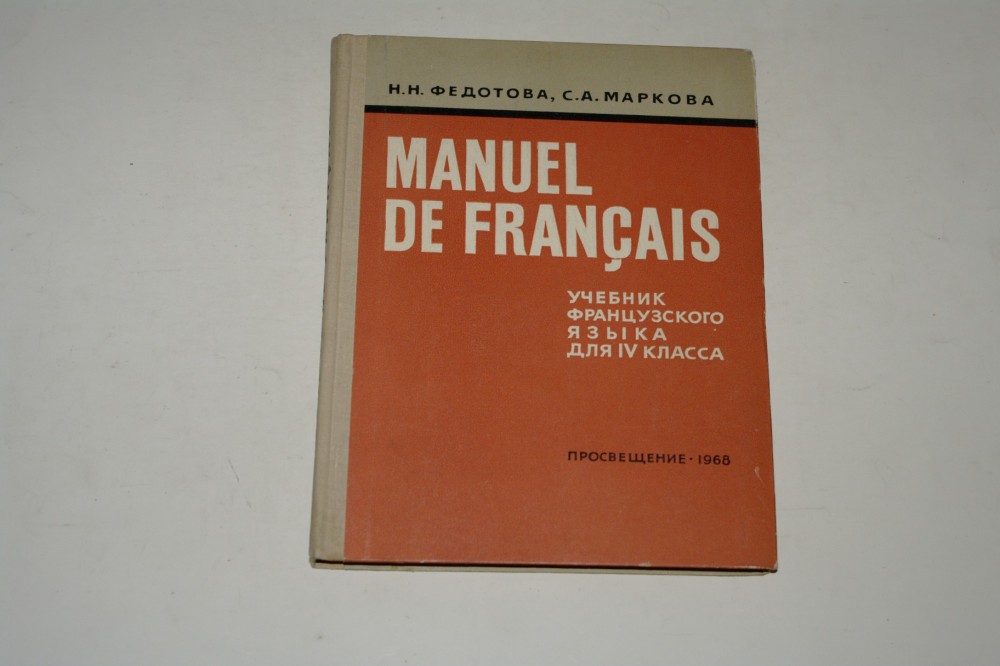 Н.Н. ФЕДОТОВА, С.А. МАРКОВА
MANUEL
DE FRANÇAIS
УЧЕБНИК
ФРАНЦУЗСКОГО
ЯЗЫКА
ДЛЯ IV КЛАССА
ПРОСВЕЩЕНИЕ · 1968